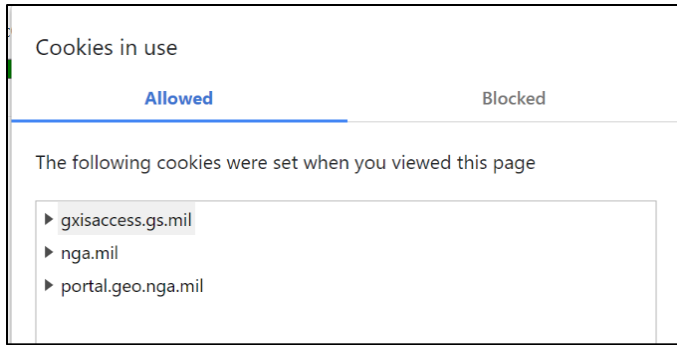 Cookies in use
Allowed
Blocked
The following cookies were set when you viewed this page
gxisaccess.gs.mil
nga.mil
portal.geo.nga.mil